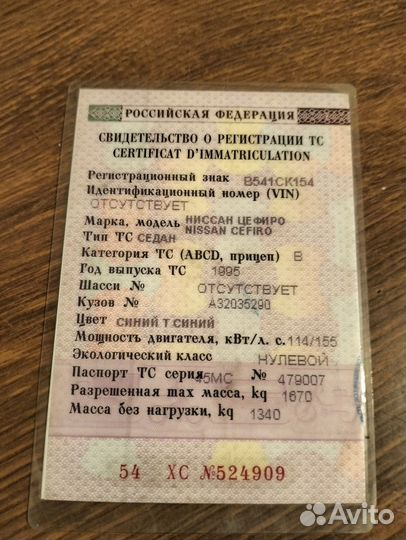 РОССИЙСКАЯ ФЕДЕРАЦИЯ
СВИДЕТЕЛЬСТВО О РЕГИСТРАЦИИ ТС
CERTIFICAT D'IMMATRICULATION
Регистрационный знак В541СК154
Идентификационный номер (VIN)
ОТСУТСТВУЕТ
Марка, модель НИССАН ЦЕФИРО
NISSAN CEFIRO
Тип ТС СЕДАН
Категория ТС (ABCD, прицеп) В
Год выпуска ТС 1995
Шасси № ОТСУТСТВУЕТ
Кузов № А32035290
Цвет СИНИЙ Т.СИНИЙ
Мощность двигателя, кВт/л. с. 114/155
Экологический класс НУЛЕВОЙ
Паспорт ТС серия 45МС № 479007
Разрешенная max масса, kg 1670
Масса без нагрузки, kg 1340
54 ХС №524909
Avito